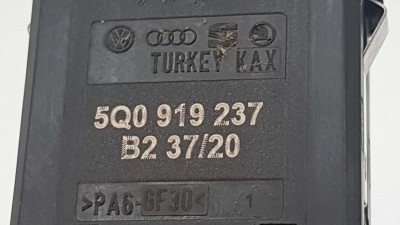 TURKEY KAX
5Q0 919 237
B2 37/20
>PA6-GF30< 1